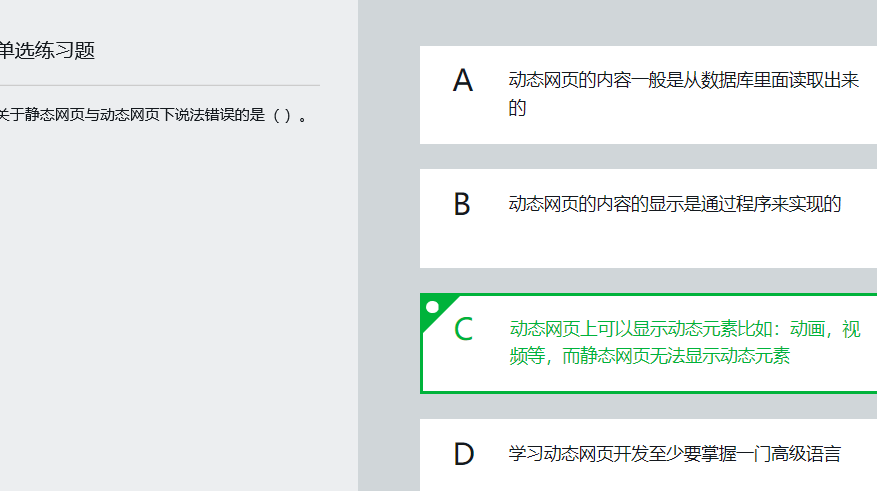 单选练习题
关于静态网页与动态网页下说法错误的是（ ）。
A
动态网页的内容一般是从数据库里面读取出来
的
B
动态网页的内容的显示是通过程序来实现的
C
动态网页上可以显示动态元素比如：动画，视
频等，而静态网页无法显示动态元素
D
学习动态网页开发至少要掌握一门高级语言